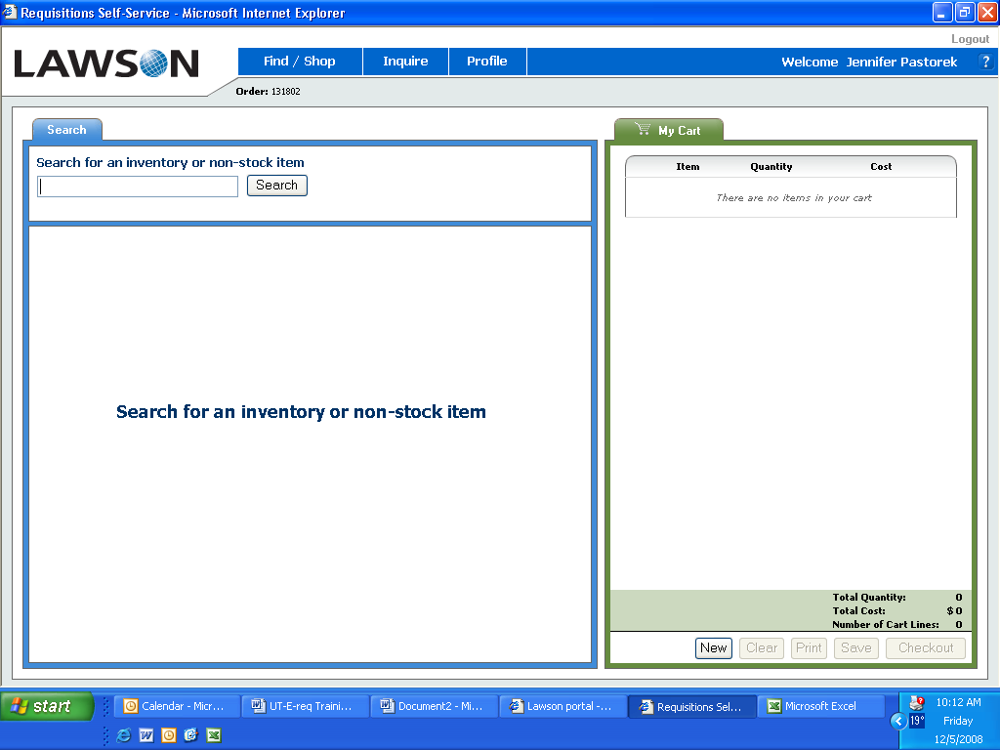 Requisitions Self-Service - Microsoft Internet Explorer
Logout
LAWSON
Find / Shop Inquire Profile Welcome Jennifer Pastorek ?
Order: 131802
Search
My Cart
Search for an inventory or non-stock item
Search
Item Quantity Cost
There are no items in your cart
Search for an inventory or non-stock item
Total Quantity: 0
Total Cost: $ 0
Number of Cart Lines: 0
New Clear Print Save Checkout
start
Calendar - Micr...
UT-E-req Traini...
Document2 - Mi...
Lawson portal -...
Requisitions Sel...
Microsoft Excel
19°
10:12 AM
Friday
12/5/2008